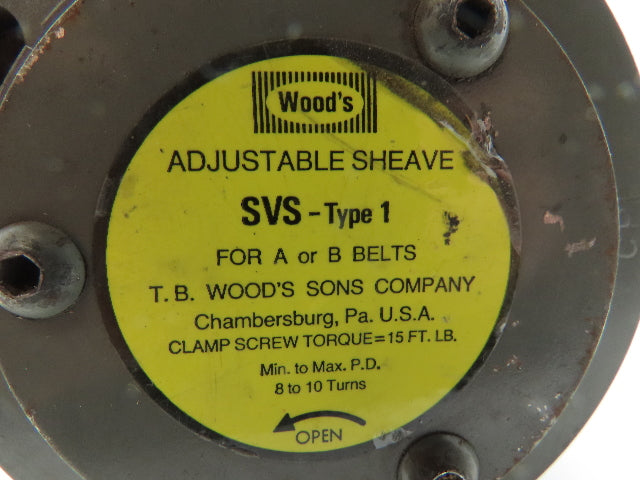 Wood's
ADJUSTABLE SHEAVE
SVS - Type 1
FOR A or B BELTS
T. B. WOOD'S SONS COMPANY
Chambersburg, Pa. U.S.A.
CLAMP SCREW TORQUE=15 FT. LB.
Min. to Max. P.D.
8 to 10 Turns
OPEN